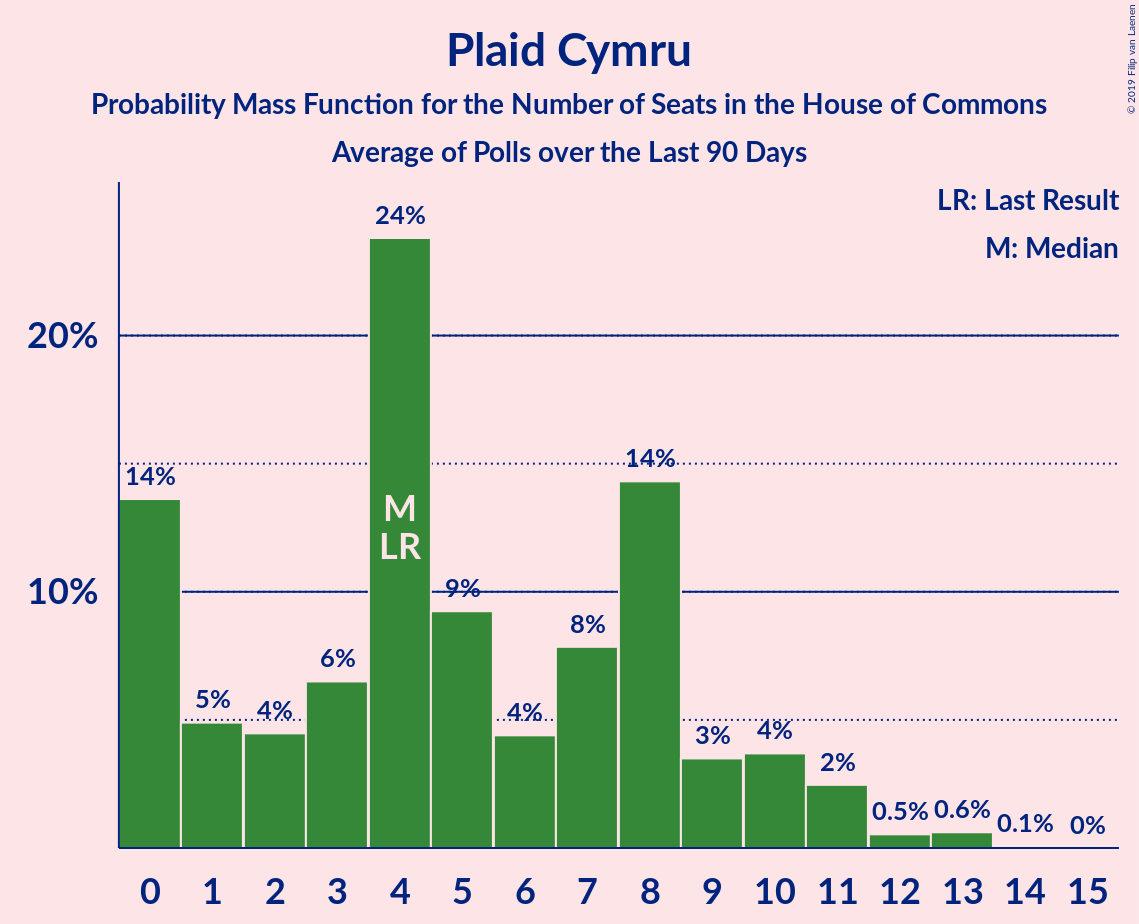 Plaid Cymru
Probability Mass Function for the Number of Seats in the House of Commons
Average of Polls over the Last 90 Days
© 2019 Filip van Laenen
LR: Last Result
M: Median
20%
10%
14%
5%
4%
6%
24%
M
LR
9%
4%
8%
14%
3%
4%
2%
0.5%
0.6%
0.1%
0%
0 1 2 3 4 5 6 7 8 9 10 11 12 13 14 15